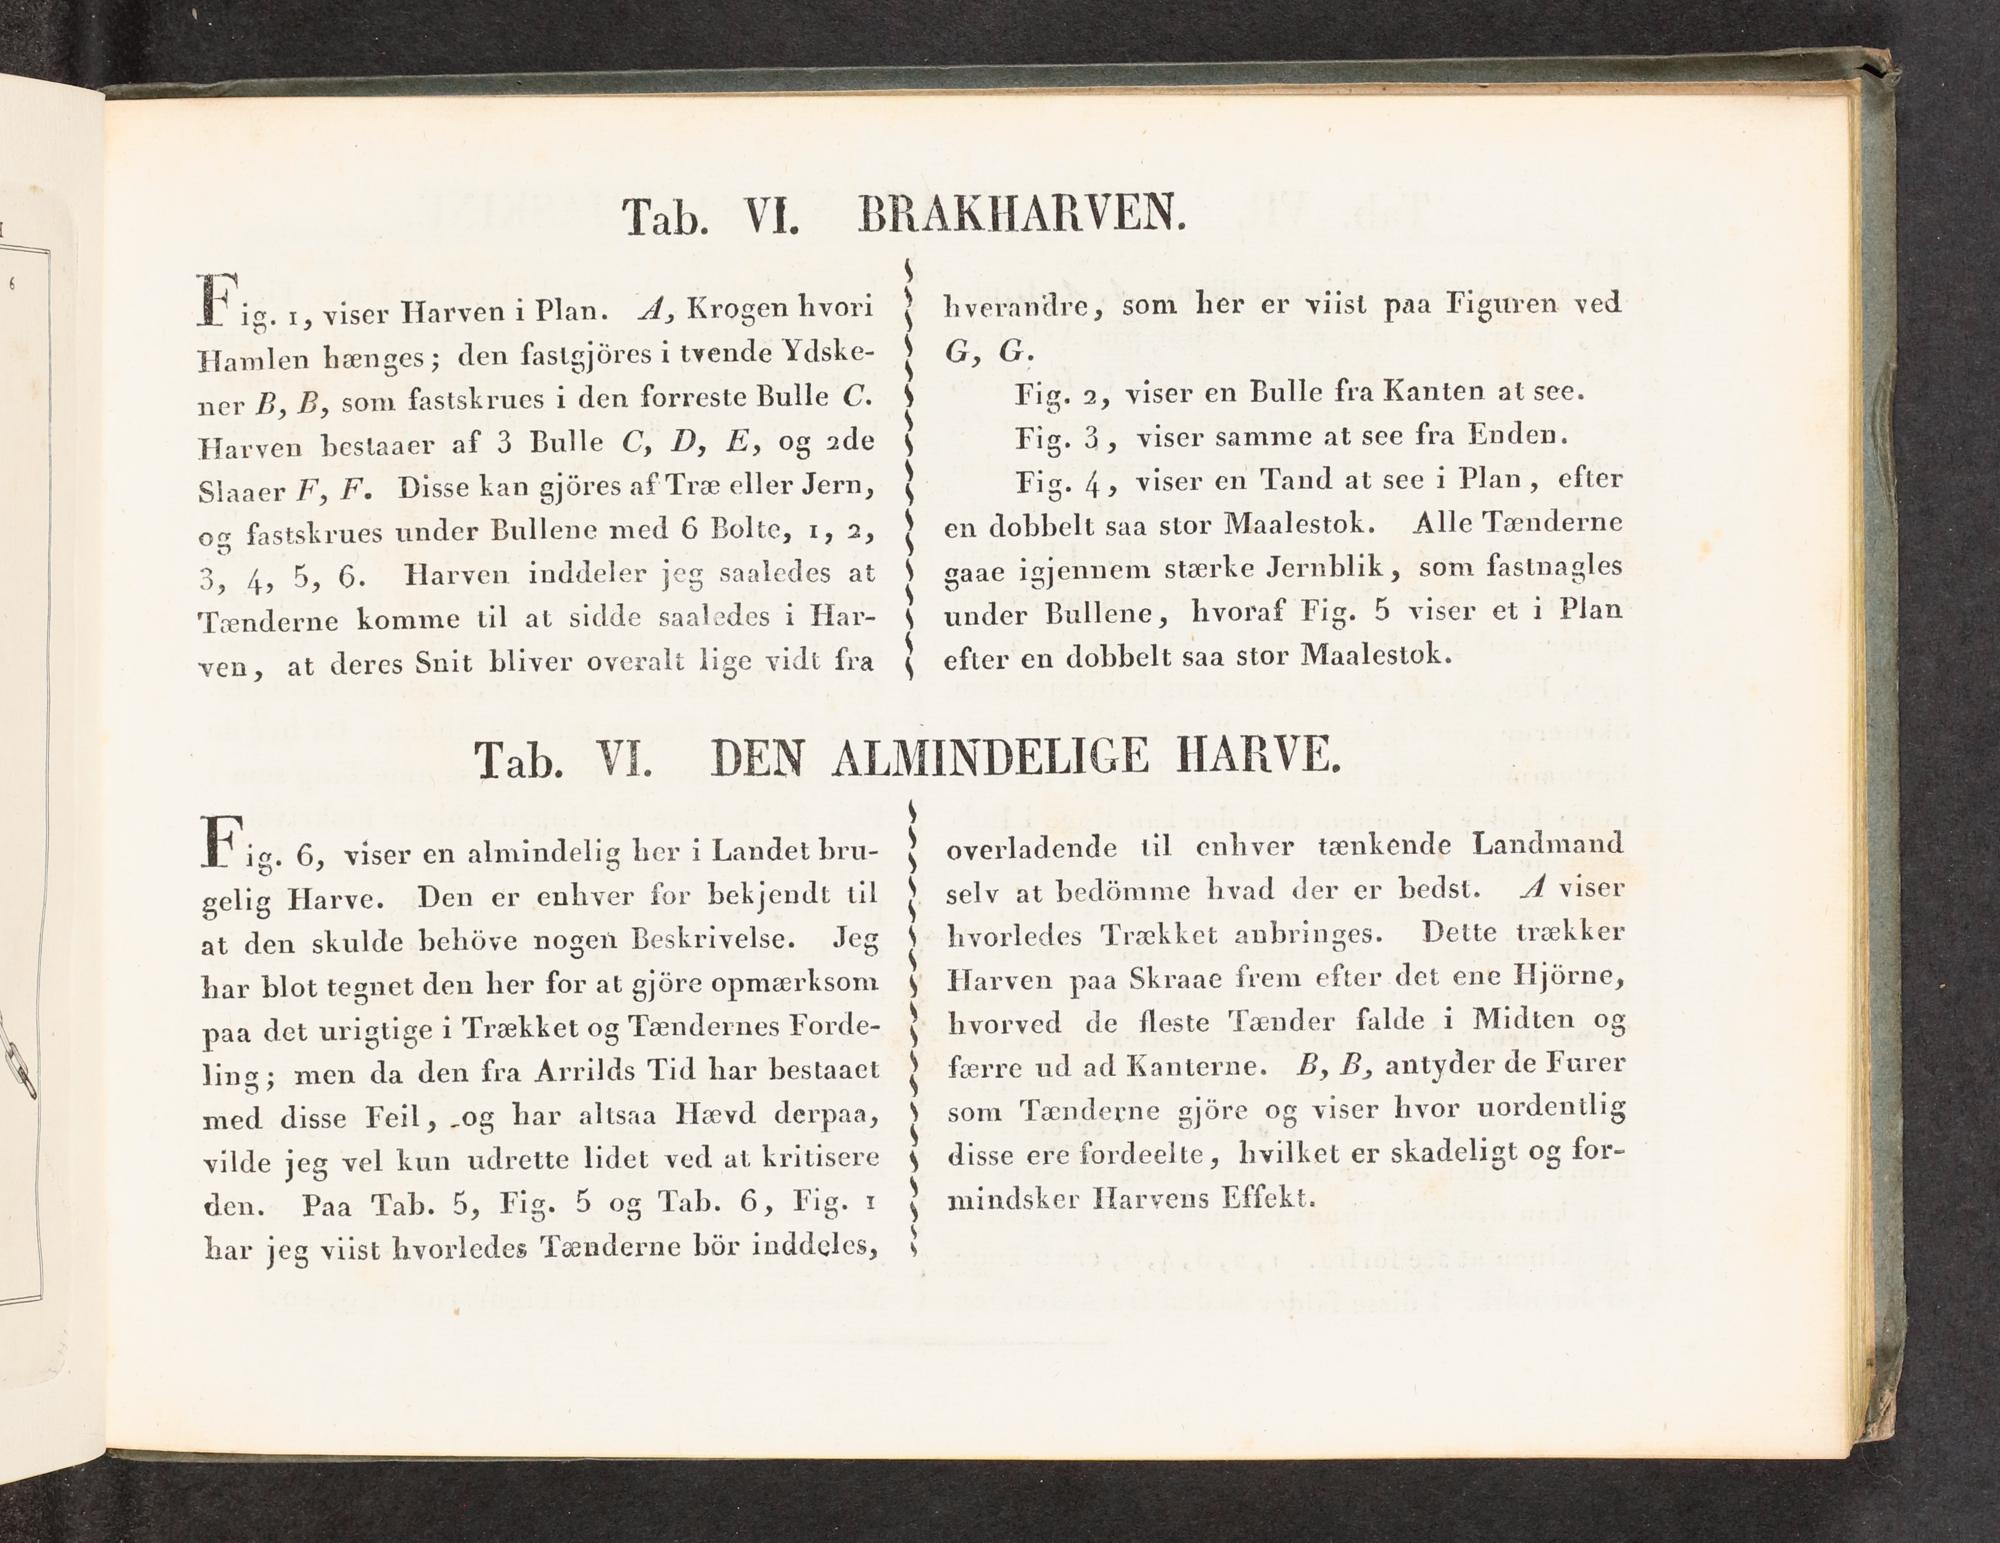 Tab. VI. BRAKHARVEN.
Fig. 1, viser Harven i Plan. A, Krogen hvori
Hamlen hænges; den fastgjöres i tvende Ydske-
ner B, B, som fastskrues i den forreste Bulle C.
Harven bestaaer af 3 Bulle C, D, E, og 2de
Slaaer F, F. Disse kan gjöres af Træ eller Jern,
og fastskrues under Bullene med 6 Bolte, 1, 2,
3, 4, 5, 6. Harven inddeler jeg saaledes at
Tænderne komme til at sidde saaledes i Har-
ven, at deres Snit bliver overalt lige vidt fra
hverandre, som her er viist paa Figuren ved
G, G.
Fig. 2, viser en Bulle fra Kanten at see.
Fig. 3, viser samme at see fra Enden.
Fig. 4, viser en Tand at see i Plan, efter
en dobbelt saa stor Maalestok. Alle Tænderne
gaae igjennem stærke Jernblik, som fastnagles
under Bullene, hvoraf Fig. 5 viser et i Plan
efter en dobbelt saa stor Maalestok.
Tab. VI. DEN ALMINDELIGE HARVE.
Fig. 6, viser en almindelig her i Landet bru-
gelig Harve. Den er enhver for bekjendt til
at den skulde behöve nogen Beskrivelse. Jeg
har blot tegnet den her for at gjöre opmærksom
paa det urigtige i Trækket og Tændernes Forde-
ling; men da den fra Arrilds Tid har bestaaet
med disse Feil, og har altsaa Hævd derpaa,
vilde jeg vel kun udrette lidet ved at kritisere
den. Paa Tab. 5, Fig. 5 og Tab. 6, Fig. 1
har jeg viist hvorledes Tænderne bör inddeles,
overladende til enhver tænkende Landmand
selv at bedömme hvad der er bedst. A viser
hvorledes Trækket anbringes. Dette trækker
Harven paa Skraae frem efter det ene Hjörne,
hvorved de fleste Tænder falde i Midten og
færre ud ad Kanterne. B, B, antyder de Furer
som Tænderne gjöre og viser hvor uordentlig
disse ere fordeelte, hvilket er skadeligt og for-
mindsker Harvens Effekt.
6